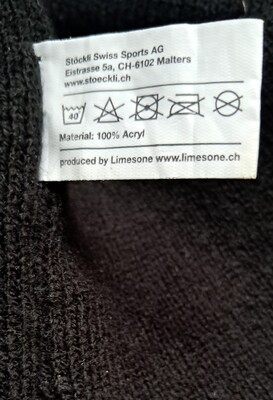 Stöckli Swiss Sports AG
Eistrasse 5a, CH-6102 Malters
www.stoeckli.ch
40
Material: 100% Acryl
produced by Limesone www.limesone.ch